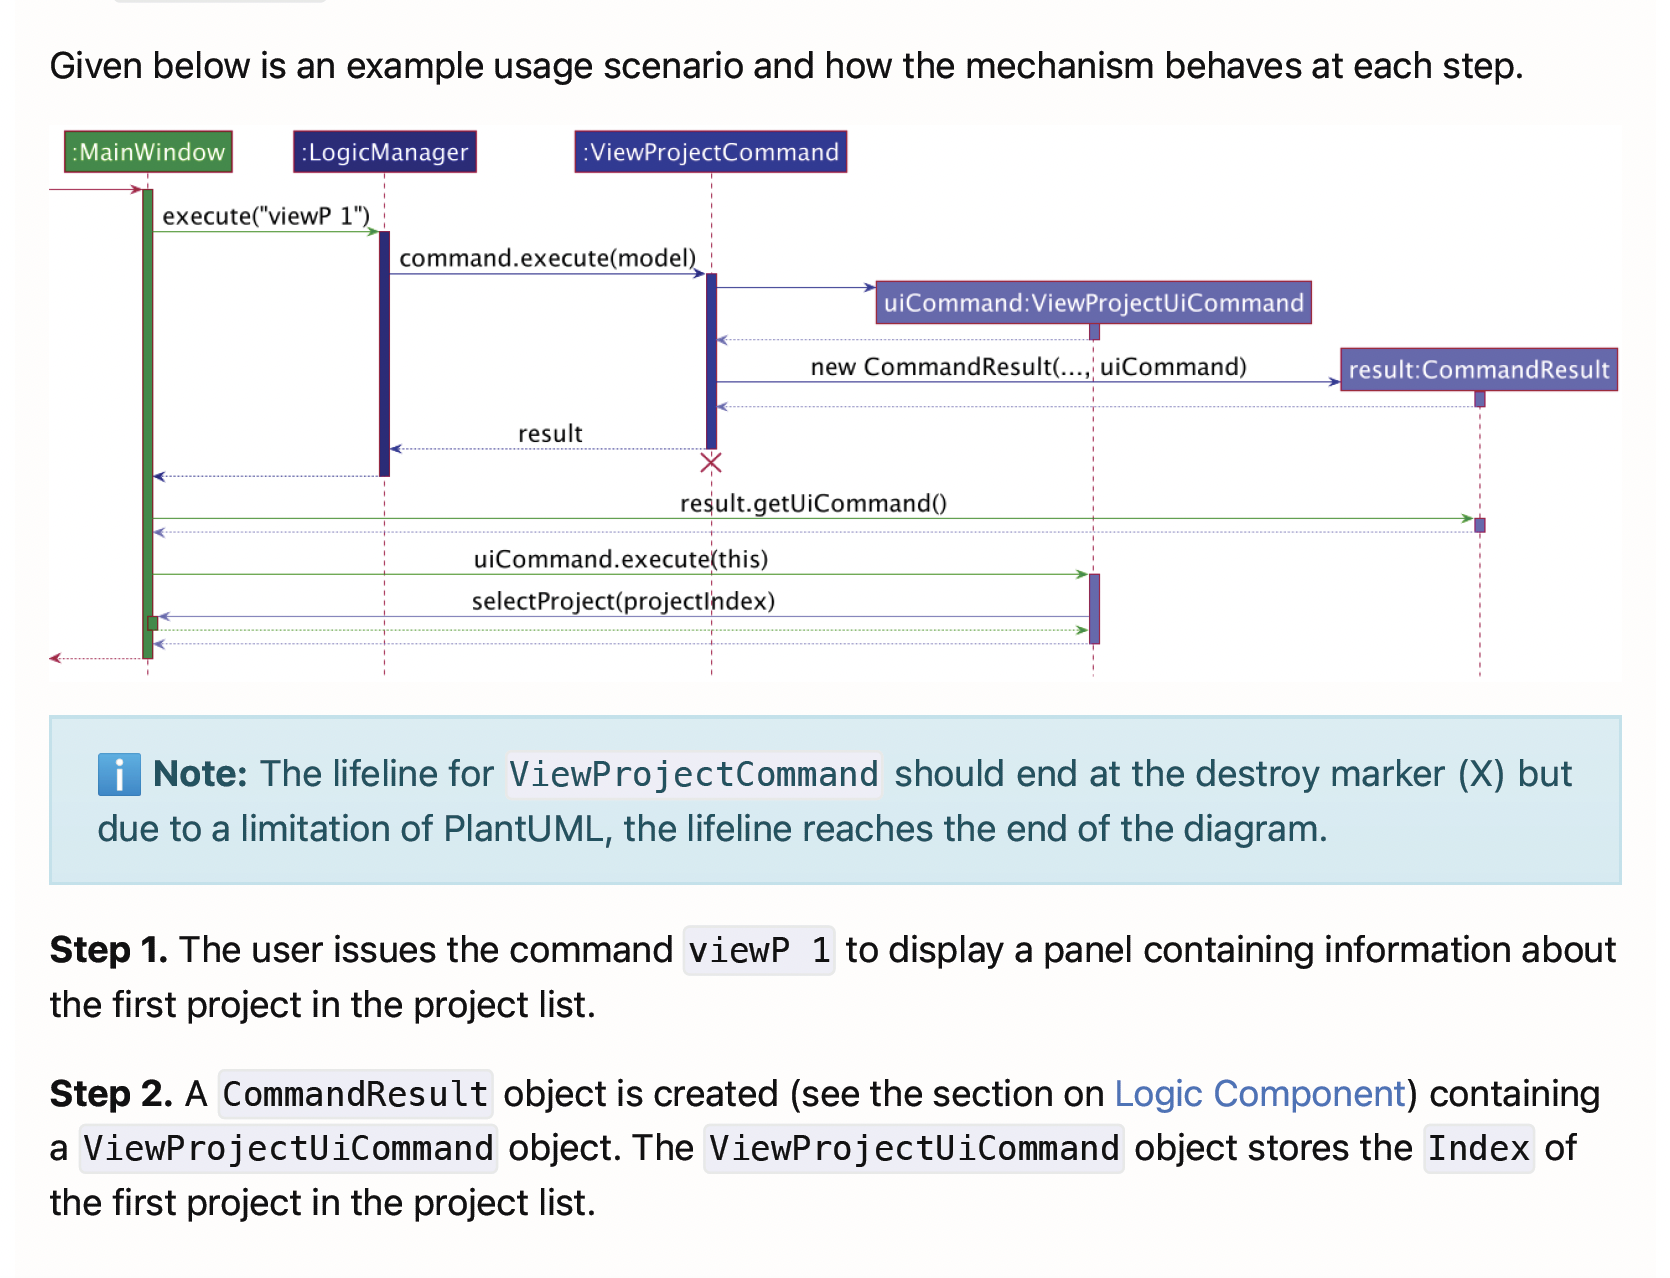 Given below is an example usage scenario and how the mechanism behaves at each step.
:MainWindow
:LogicManager
:ViewProjectCommand
execute("viewP 1")
command.execute(model)
uiCommand:ViewProjectUiCommand
new CommandResult(..., uiCommand)
result:CommandResult
result
result.getUiCommand()
uiCommand.execute(this)
selectProject(projectIndex)
ℹ️ Note: The lifeline for ViewProjectCommand should end at the destroy marker (X) but
due to a limitation of PlantUML, the lifeline reaches the end of the diagram.
Step 1. The user issues the command viewP 1 to display a panel containing information about
the first project in the project list.
Step 2. A CommandResult object is created (see the section on Logic Component) containing
a ViewProjectUiCommand object. The ViewProjectUiCommand object stores the Index of
the first project in the project list.